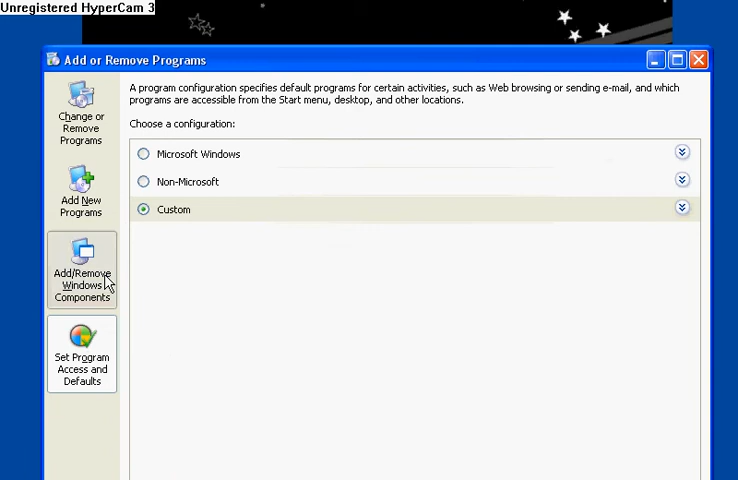 Unregistered HyperCam 3
Add or Remove Programs
Change or
Remove
Programs
Add New
Programs
Add/Remove
Windows
Components
Set Program
Access and
Defaults
A program configuration specifies default programs for certain activities, such as Web browsing or sending e-mail, and which
programs are accessible from the Start menu, desktop, and other locations.
Choose a configuration:
Microsoft Windows
Non-Microsoft
Custom